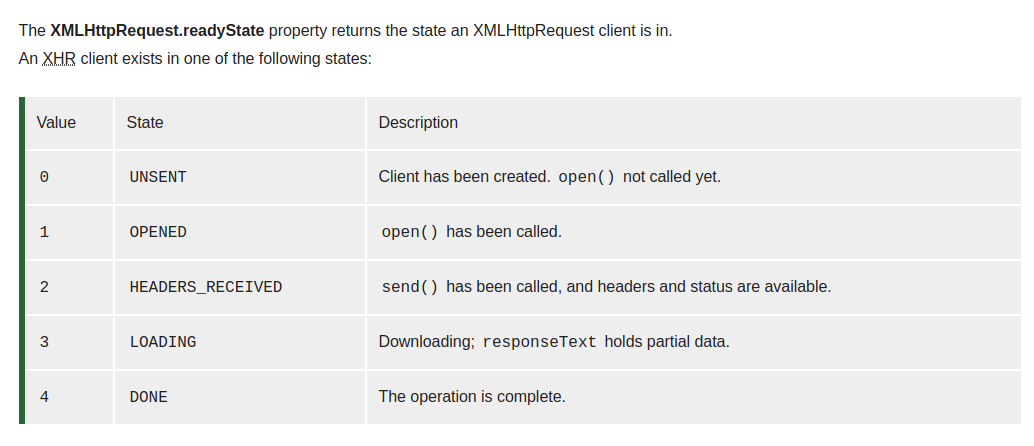 The XMLHttpRequest.readyState property returns the state an XMLHttpRequest client is in.
An XHR client exists in one of the following states:
Value State Description
0 UNSENT Client has been created. open() not called yet.
1 OPENED open() has been called.
2 HEADERS_RECEIVED send() has been called, and headers and status are available.
3 LOADING Downloading; responseText holds partial data.
4 DONE The operation is complete.